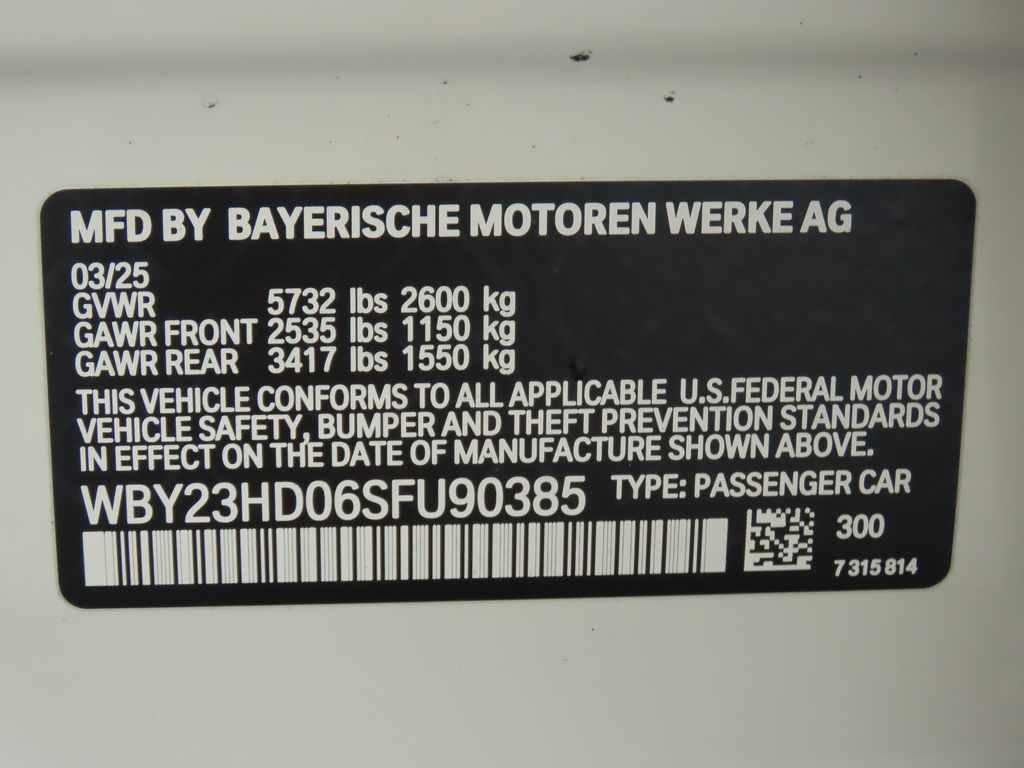 MFD BY BAYERISCHE MOTOREN WERKE AG
03/25
GVWR 5732 lbs 2600 kg
GAWR FRONT 2535 lbs 1150 kg
GAWR REAR 3417 lbs 1550 kg
THIS VEHICLE CONFORMS TO ALL APPLICABLE U.S.FEDERAL MOTOR
VEHICLE SAFETY, BUMPER AND THEFT PREVENTION STANDARDS
IN EFFECT ON THE DATE OF MANUFACTURE SHOWN ABOVE.
WBY23HD06SFU90385 TYPE: PASSENGER CAR
300
7 315 814